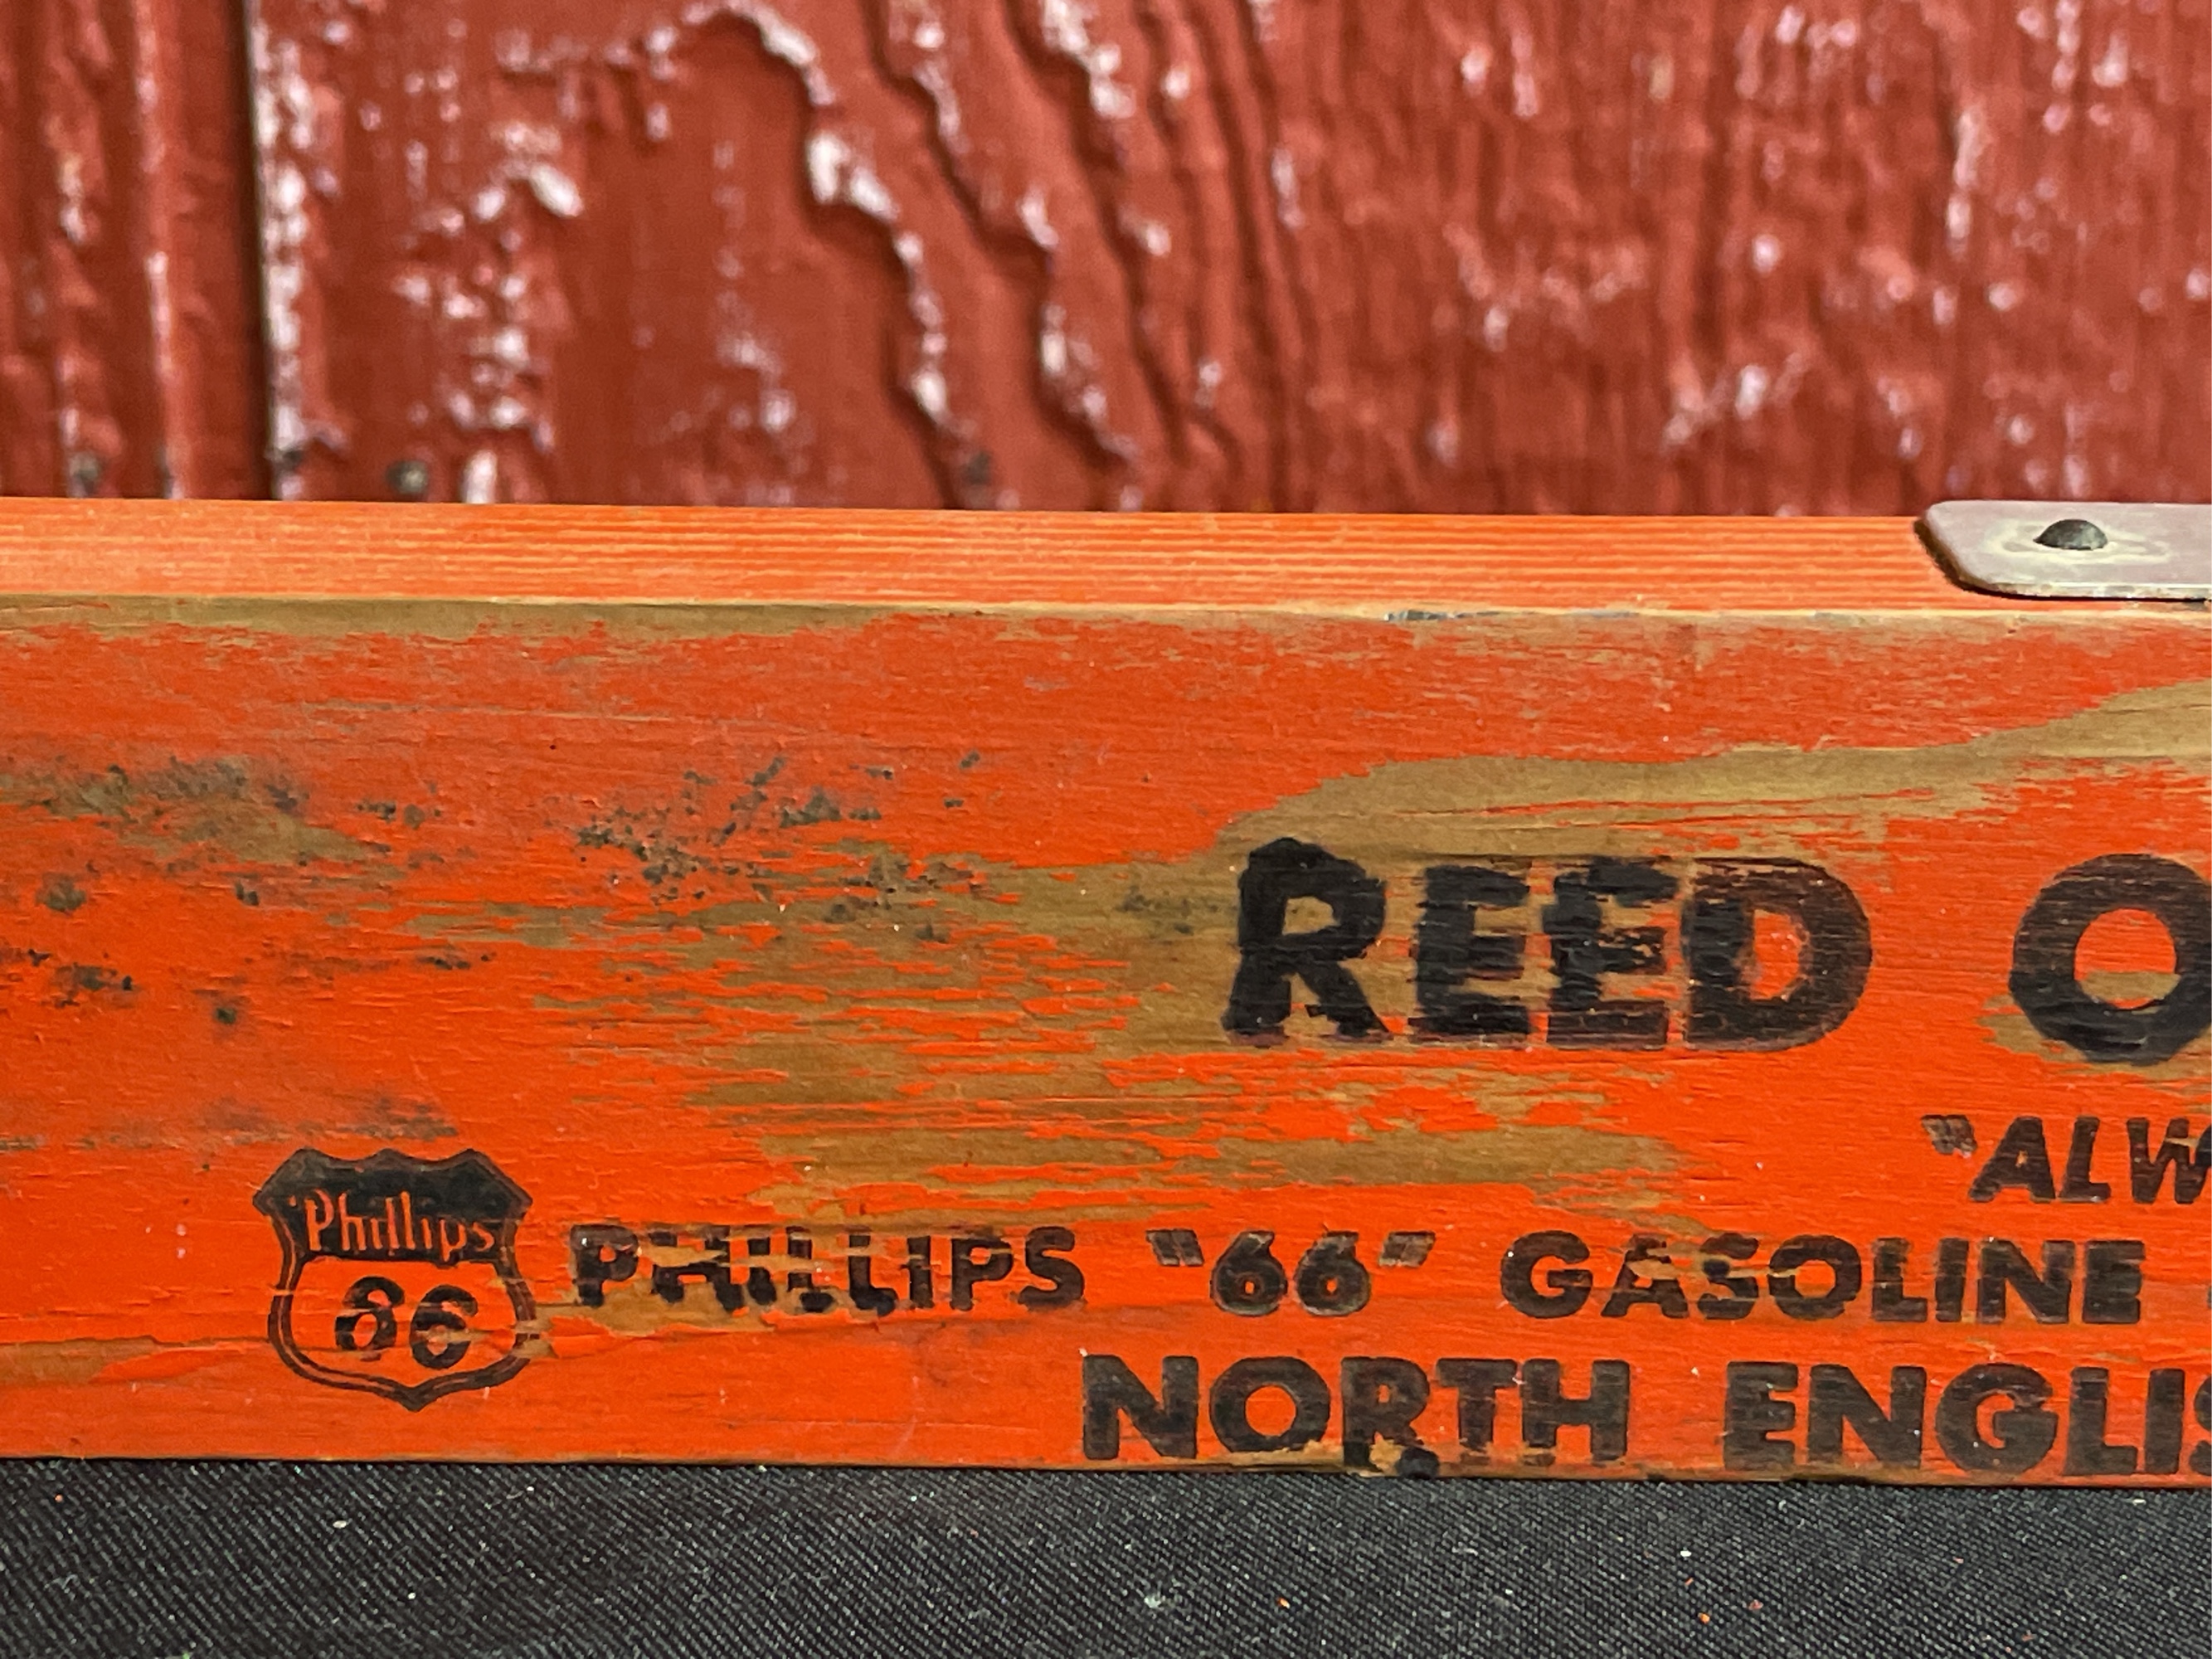 REED O
"ALW
Phillips
66
PHILLIPS "66" GASOLINE
NORTH ENGLIS